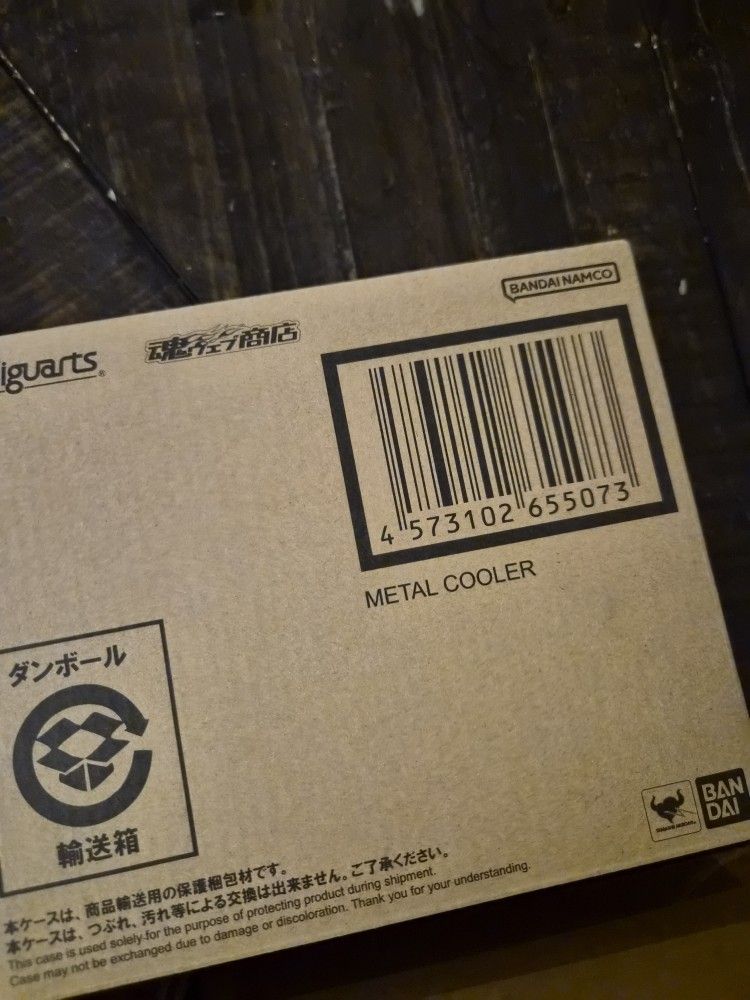 BANDAI NAMCO
iguarts®
魂ウェブ商店
4 573102 655073
METAL COOLER
ダンボール
輸送箱
BAN
DAI
本ケースは、商品輸送用の保護梱包材です。
本ケースは、つぶれ、汚れ等による交換は出来ません。ご了承ください。
This case is used solely for the purpose of protecting product during shipment.
Case may not be exchanged due to damage or discoloration. Thank you for your understanding.